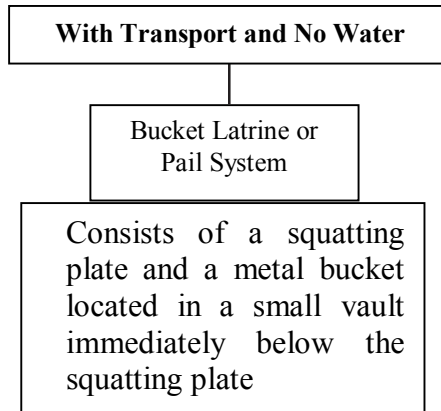 With Transport and No Water
Bucket Latrine or
Pail System
Consists of a squatting
plate and a metal bucket
located in a small vault
immediately below the
squatting plate